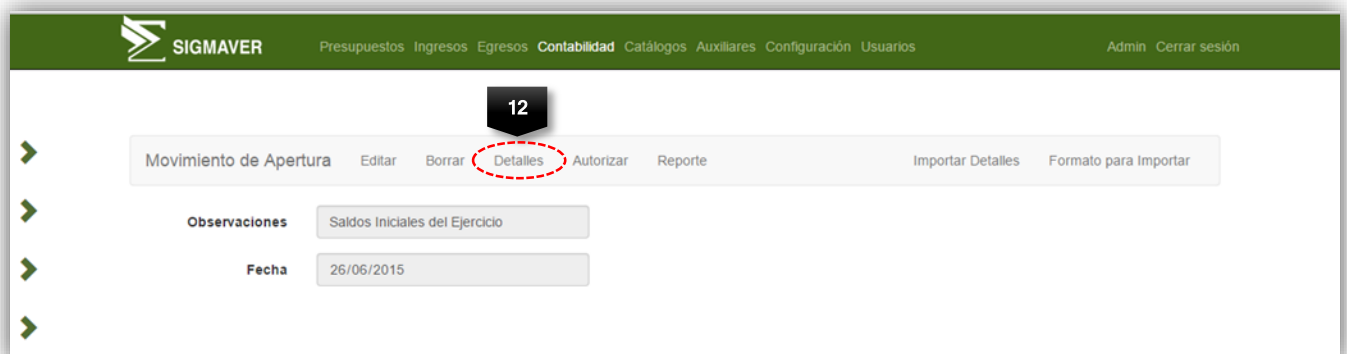 SIGMAVER Presupuestos Ingresos Egresos Contabilidad Catálogos Auxiliares Configuración Usuarios Admin Cerrar sesión
12
Movimiento de Apertura Editar Borrar Detalles Autorizar Reporte Importar Detalles Formato para Importar
Observaciones Saldos Iniciales del Ejercicio
Fecha 26/06/2015